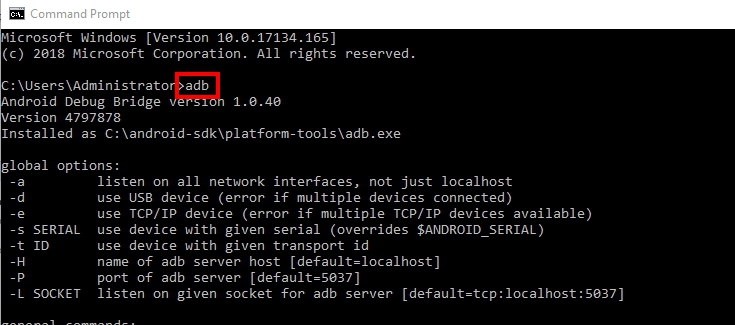 Command Prompt
Microsoft Windows [Version 10.0.17134.165]
(c) 2018 Microsoft Corporation. All rights reserved.
C:\Users\Administrator>adb
Android Debug Bridge version 1.0.40
Version 4797878
Installed as C:\android-sdk\platform-tools\adb.exe
global options:
-a listen on all network interfaces, not just localhost
-d use USB device (error if multiple devices connected)
-e use TCP/IP device (error if multiple TCP/IP devices available)
-s SERIAL use device with given serial (overrides $ANDROID_SERIAL)
-t ID use device with given transport id
-H name of adb server host [default=localhost]
-P port of adb server [default=5037]
-L SOCKET listen on given socket for adb server [default=tcp:localhost:5037]
general commands: